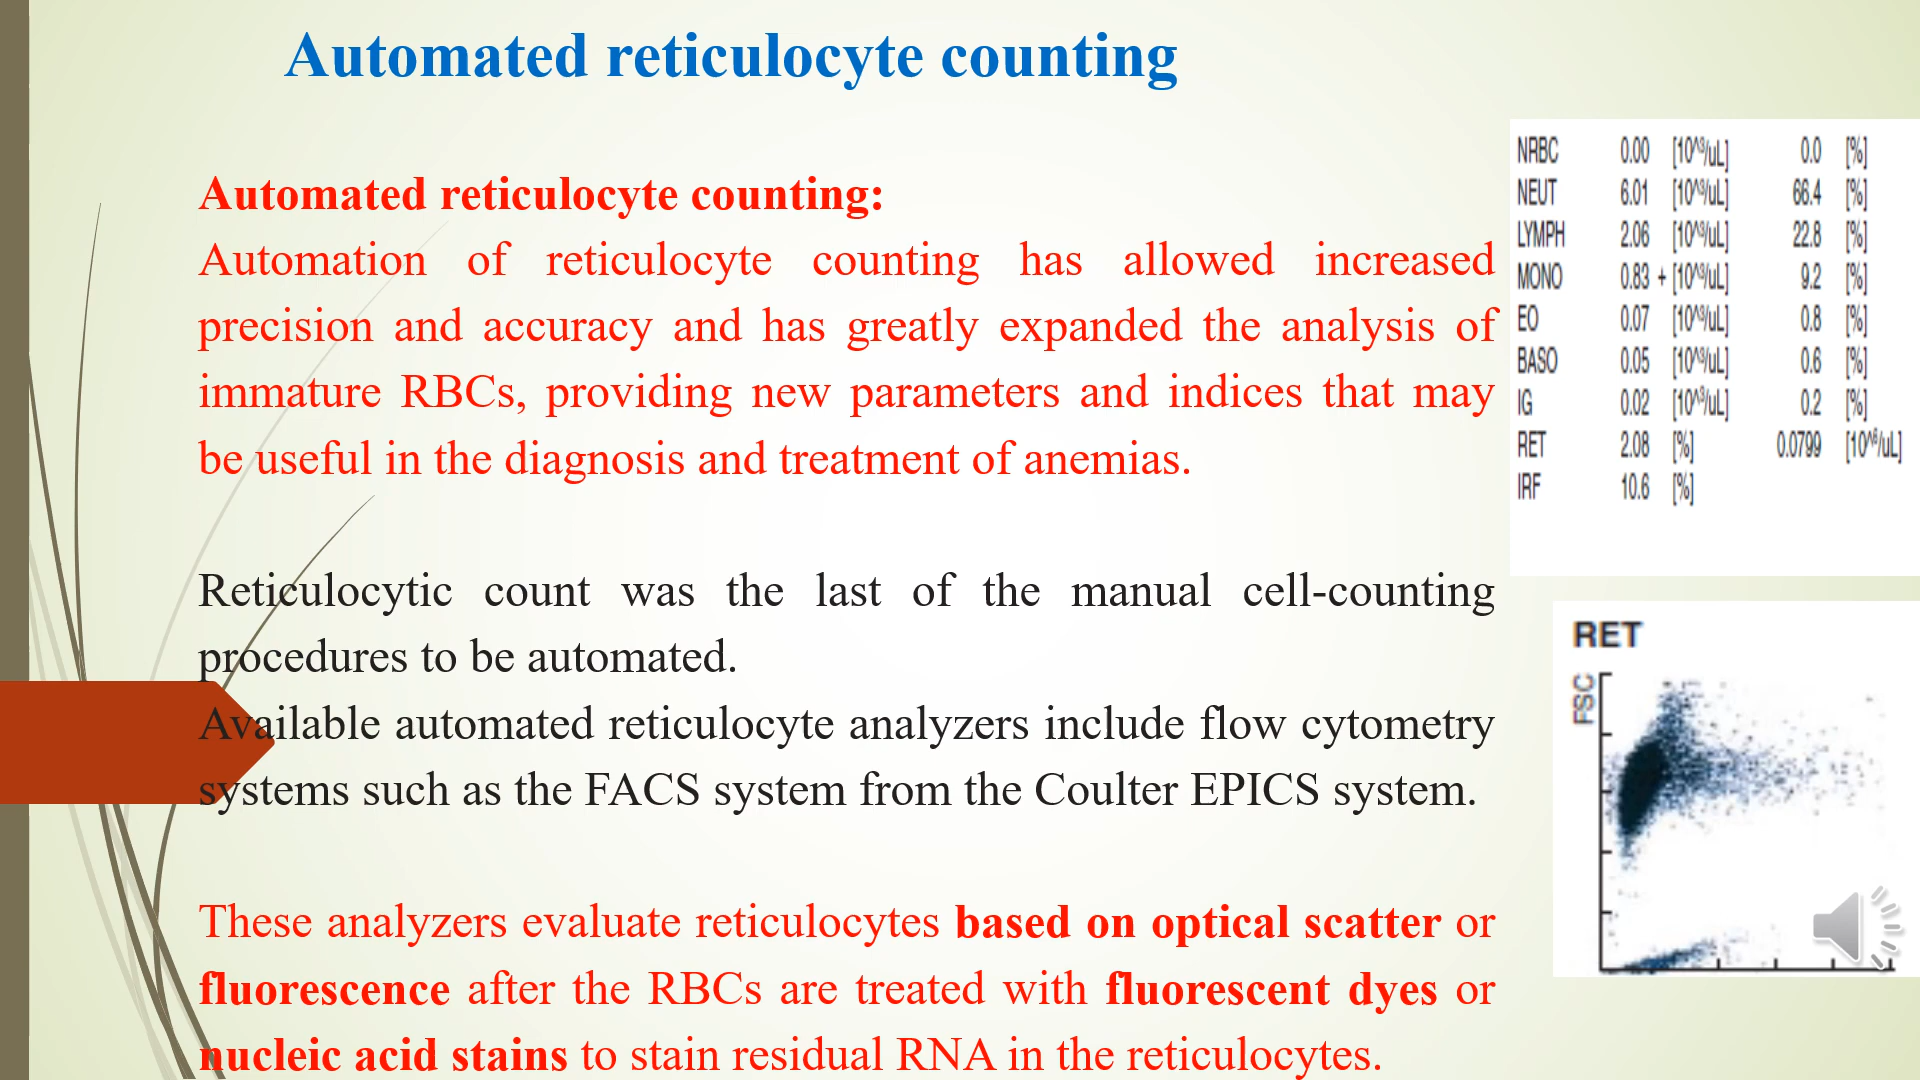 Automated reticulocyte counting
Automated reticulocyte counting:
Automation of reticulocyte counting has allowed increased
precision and accuracy and has greatly expanded the analysis of
immature RBCs, providing new parameters and indices that may
be useful in the diagnosis and treatment of anemias.
Reticulocytic count was the last of the manual cell-counting
procedures to be automated.
Available automated reticulocyte analyzers include flow cytometry
systems such as the FACS system from the Coulter EPICS system.
These analyzers evaluate reticulocytes based on optical scatter or
fluorescence after the RBCs are treated with fluorescent dyes or
nucleic acid stains to stain residual RNA in the reticulocytes.
NRBC 0.00 [10^3/uL] 0.0 [%]
NEUT 6.01 [10^3/uL] 66.4 [%]
LYMPH 2.06 [10^3/uL] 22.8 [%]
MONO 0.83 + [10^3/uL] 9.2 [%]
EO 0.07 [10^3/uL] 0.8 [%]
BASO 0.05 [10^3/uL] 0.6 [%]
IG 0.02 [10^3/uL] 0.2 [%]
RET 2.08 [%] 0.0799 [10^6/uL]
IRF 10.6 [%]
RET
FSC